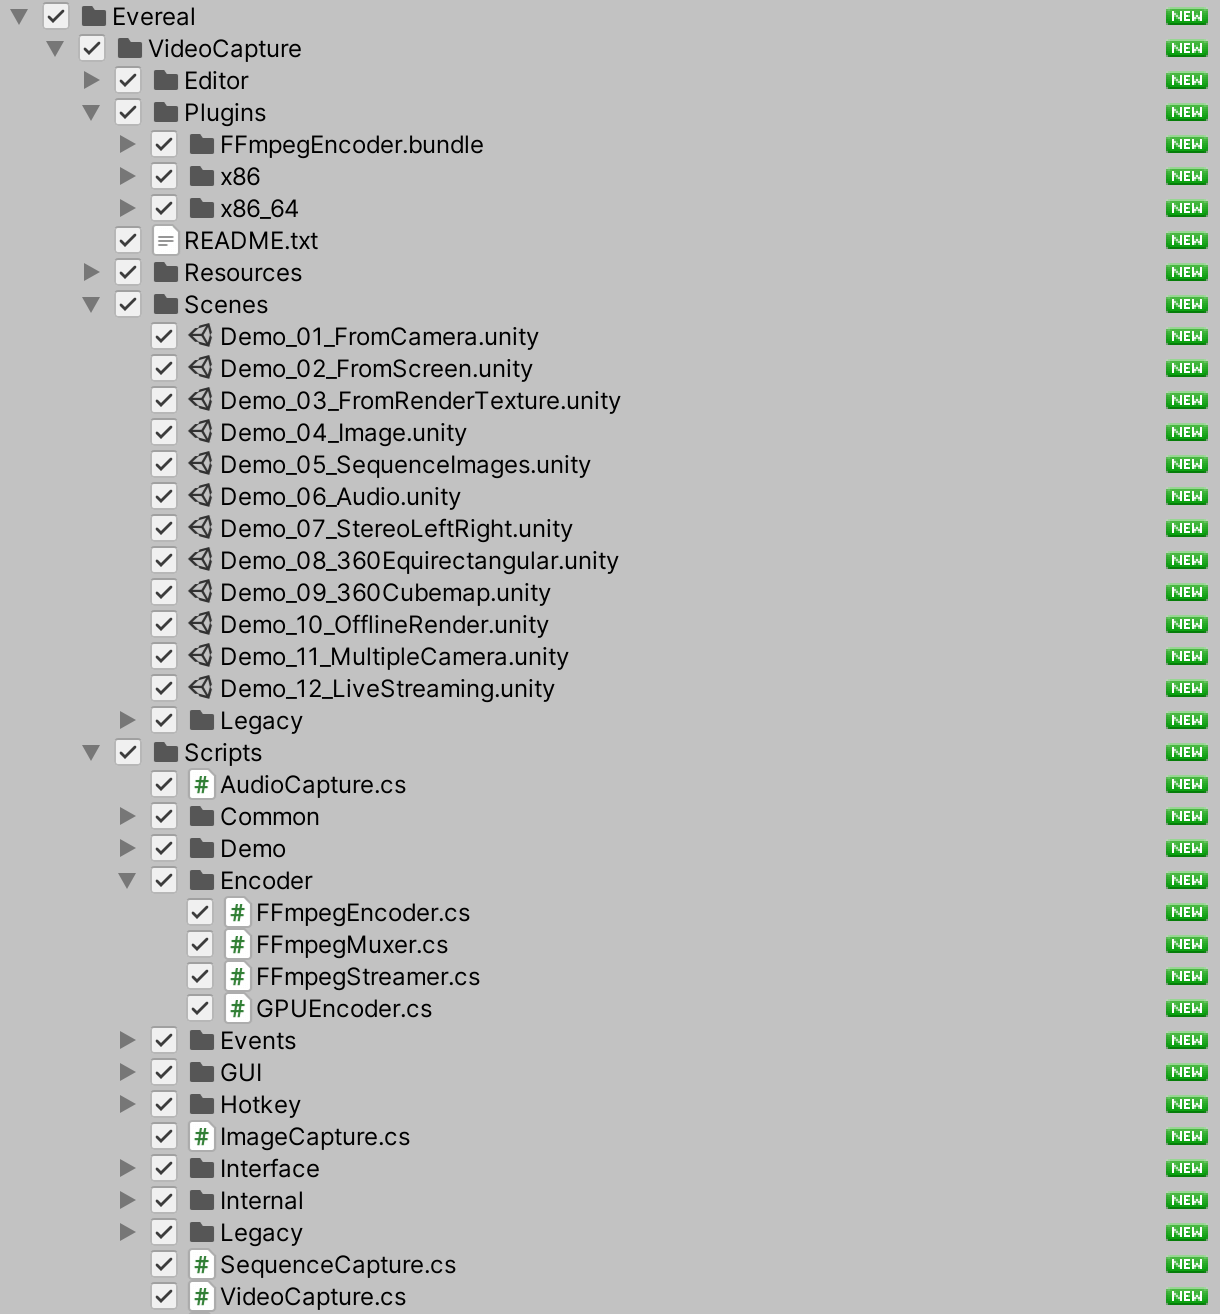 Evereal NEW
VideoCapture NEW
Editor NEW
Plugins NEW
FFmpegEncoder.bundle NEW
x86 NEW
x86_64 NEW
README.txt NEW
Resources NEW
Scenes NEW
Demo_01_FromCamera.unity NEW
Demo_02_FromScreen.unity NEW
Demo_03_FromRenderTexture.unity NEW
Demo_04_Image.unity NEW
Demo_05_SequenceImages.unity NEW
Demo_06_Audio.unity NEW
Demo_07_StereoLeftRight.unity NEW
Demo_08_360Equirectangular.unity NEW
Demo_09_360Cubemap.unity NEW
Demo_10_OfflineRender.unity NEW
Demo_11_MultipleCamera.unity NEW
Demo_12_LiveStreaming.unity NEW
Legacy NEW
Scripts NEW
# AudioCapture.cs NEW
Common NEW
Demo NEW
Encoder NEW
# FFmpegEncoder.cs NEW
# FFmpegMuxer.cs NEW
# FFmpegStreamer.cs NEW
# GPUEncoder.cs NEW
Events NEW
GUI NEW
Hotkey NEW
# ImageCapture.cs NEW
Interface NEW
Internal NEW
Legacy NEW
# SequenceCapture.cs NEW
# VideoCapture.cs NEW